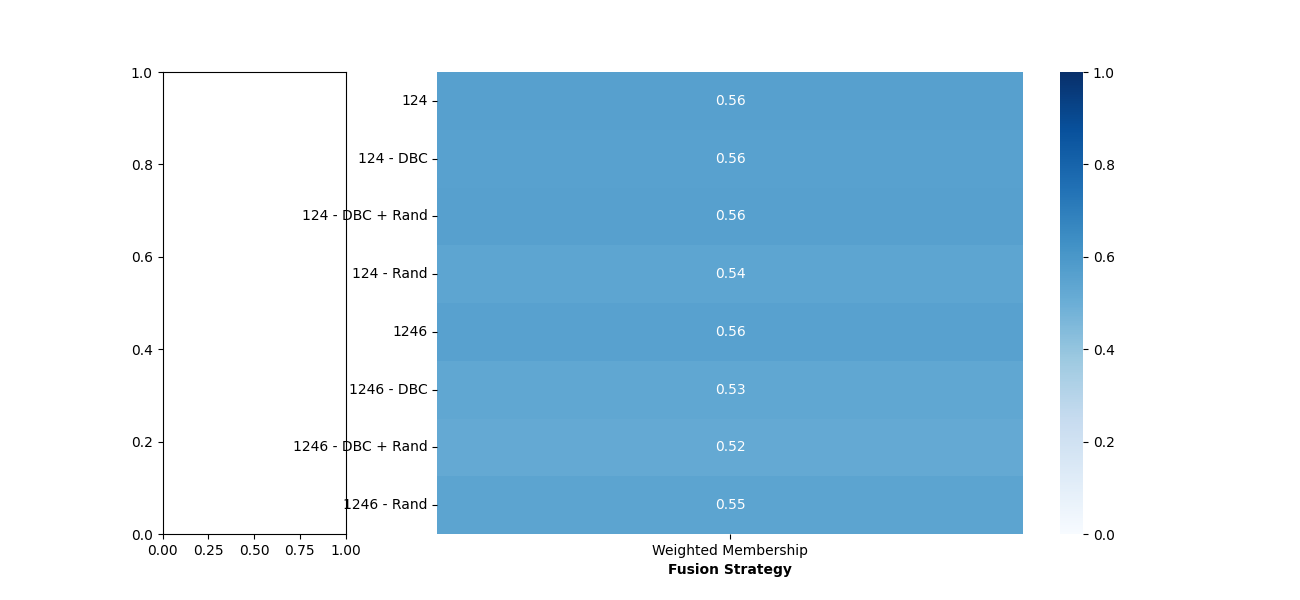 1.0
0.8
0.6
0.4
0.2
0.0
0.00 0.25 0.50 0.75 1.00
124
124 - DBC
124 - DBC + Rand
124 - Rand
1246
1246 - DBC
1246 - DBC + Rand
1246 - Rand
0.56
0.56
0.56
0.54
0.56
0.53
0.52
0.55
Weighted Membership
Fusion Strategy
1.0
0.8
0.6
0.4
0.2
0.0